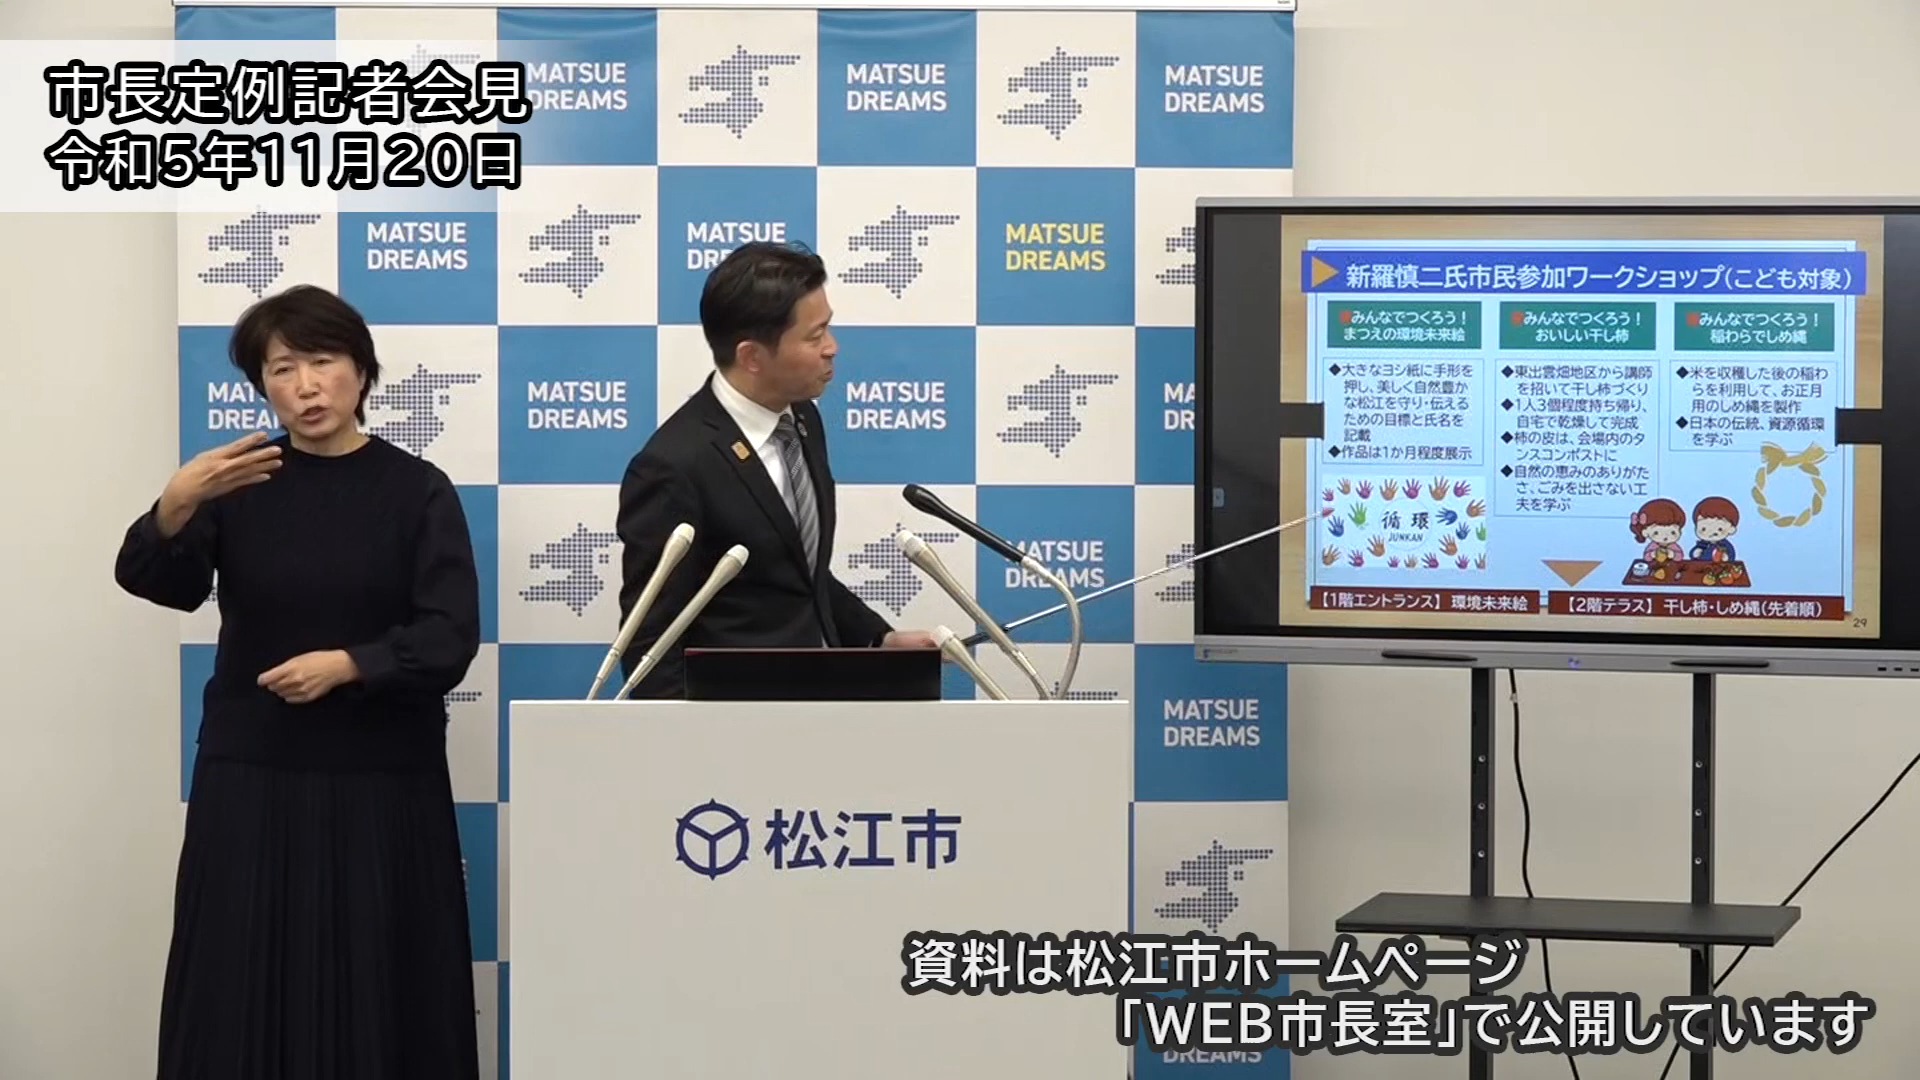 市長定例記者会見
令和5年11月20日
MATSUE DREAMS
新羅慎二氏市民参加ワークショップ(こども対象)
みんなでつくろう!
まつえの環境未来絵
◆大きなヨシ紙に手形を
押し、美しく自然豊か
な松江を守り・伝える
ための目標と氏名を
記載
◆作品は1か月程度展示
循環
JUNKAN
【1階エントランス】 環境未来絵
みんなでつくろう!
おいしい干し柿
◆東出雲畑地区から講師
を招いて干し柿づくり
◆1人3個程度持ち帰り、
自宅で乾燥して完成
◆柿の皮は、会場内のタ
ンスコンポストに
◆自然の恵みのありがた
さ、ごみを出さない工
夫を学ぶ
みんなでつくろう!
稲わらでしめ縄
◆米を収穫した後の稲わ
らを利用して、お正月
用のしめ縄を製作
◆日本の伝統、資源循環
を学ぶ
【2階テラス】 干し柿・しめ縄(先着順)
29
松江市
資料は松江市ホームページ
「WEB市長室」で公開しています